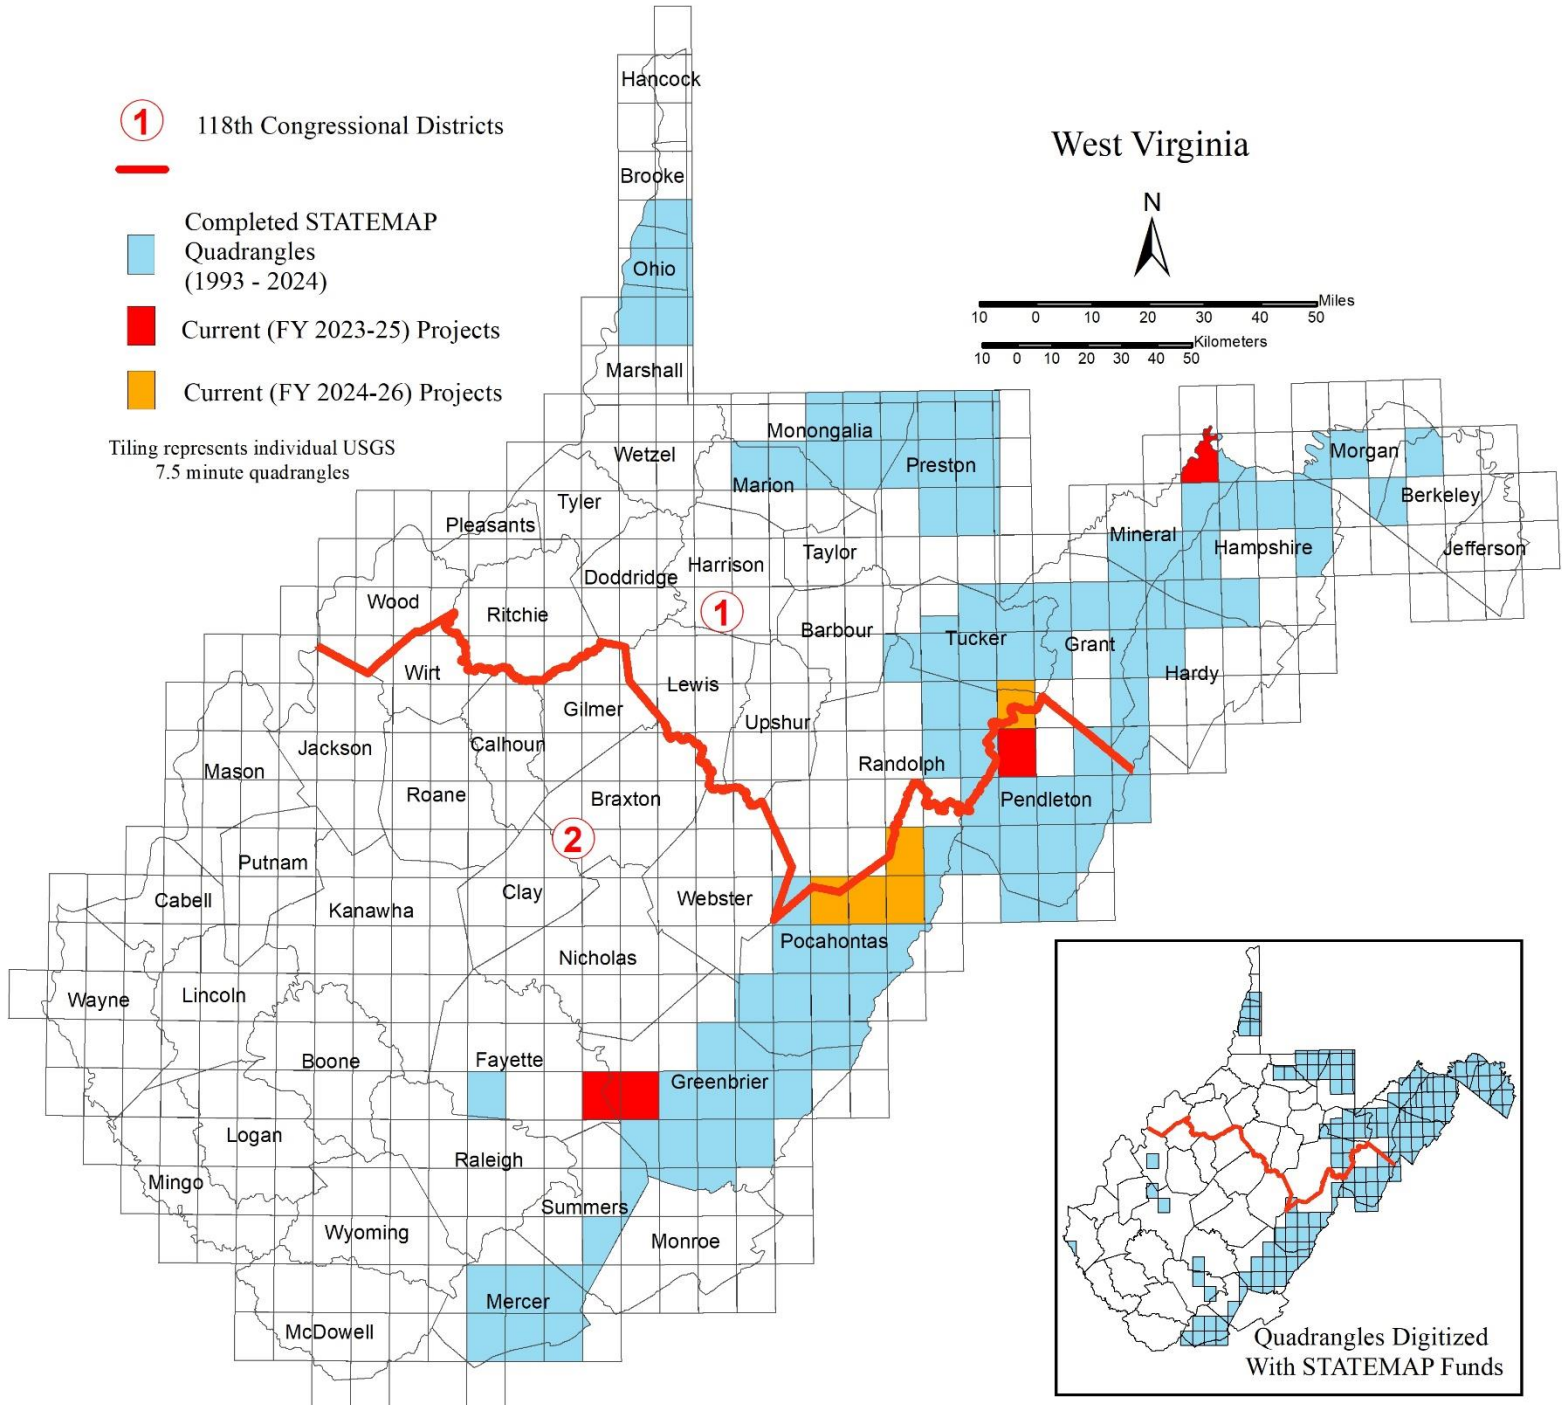 1 118th Congressional Districts
Completed STATEMAP
Quadrangles
(1993 - 2024)
Current (FY 2023-25) Projects
Current (FY 2024-26) Projects
Tiling represents individual USGS
7.5 minute quadrangles
West Virginia
N
Miles
10 0 10 20 30 40 50
Kilometers
10 0 10 20 30 40 50
Hancock
Brooke
Ohio
Marshall
Wetzel
Monongalia
Preston
Marion
Tyler
Pleasants
Morgan
Berkeley
Mineral
Hampshire
Jefferson
Taylor
Harrison
Doddridge
Wood
Ritchie
1
Barbour
Tucker
Grant
Hardy
Wirt
Lewis
Gilmer
Upshur
Jackson
Calhoun
Mason
Randolph
Roane
Braxton
Pendleton
2
Putnam
Clay
Webster
Cabell
Kanawha
Pocahontas
Nicholas
Wayne
Lincoln
Boone
Fayette
Greenbrier
Logan
Raleigh
Mingo
Summers
Wyoming
Monroe
Mercer
McDowell
Quadrangles Digitized
With STATEMAP Funds